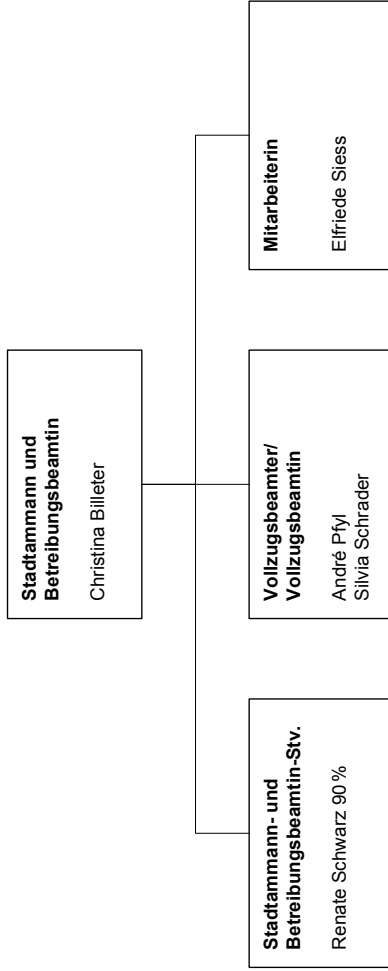 Stadtammann und
Betreibungsbeamtin
Christina Billeter
Stadtammann- und
Betreibungsbeamtin-Stv.
Renate Schwarz 90 %
Vollzugsbeamter/
Vollzugsbeamtin
André Pfyl
Silvia Schrader
Mitarbeiterin
Elfriede Siess